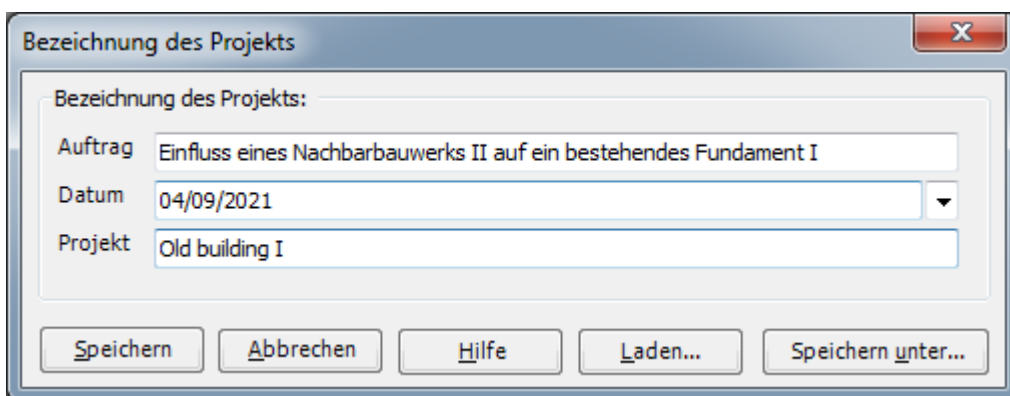 Bezeichnung des Projekts
Bezeichnung des Projekts:
Auftrag Einfluss eines Nachbarbauwerks II auf ein bestehendes Fundament I
Datum 04/09/2021
Projekt Old building I
Speichern Abbrechen Hilfe Laden... Speichern unter...